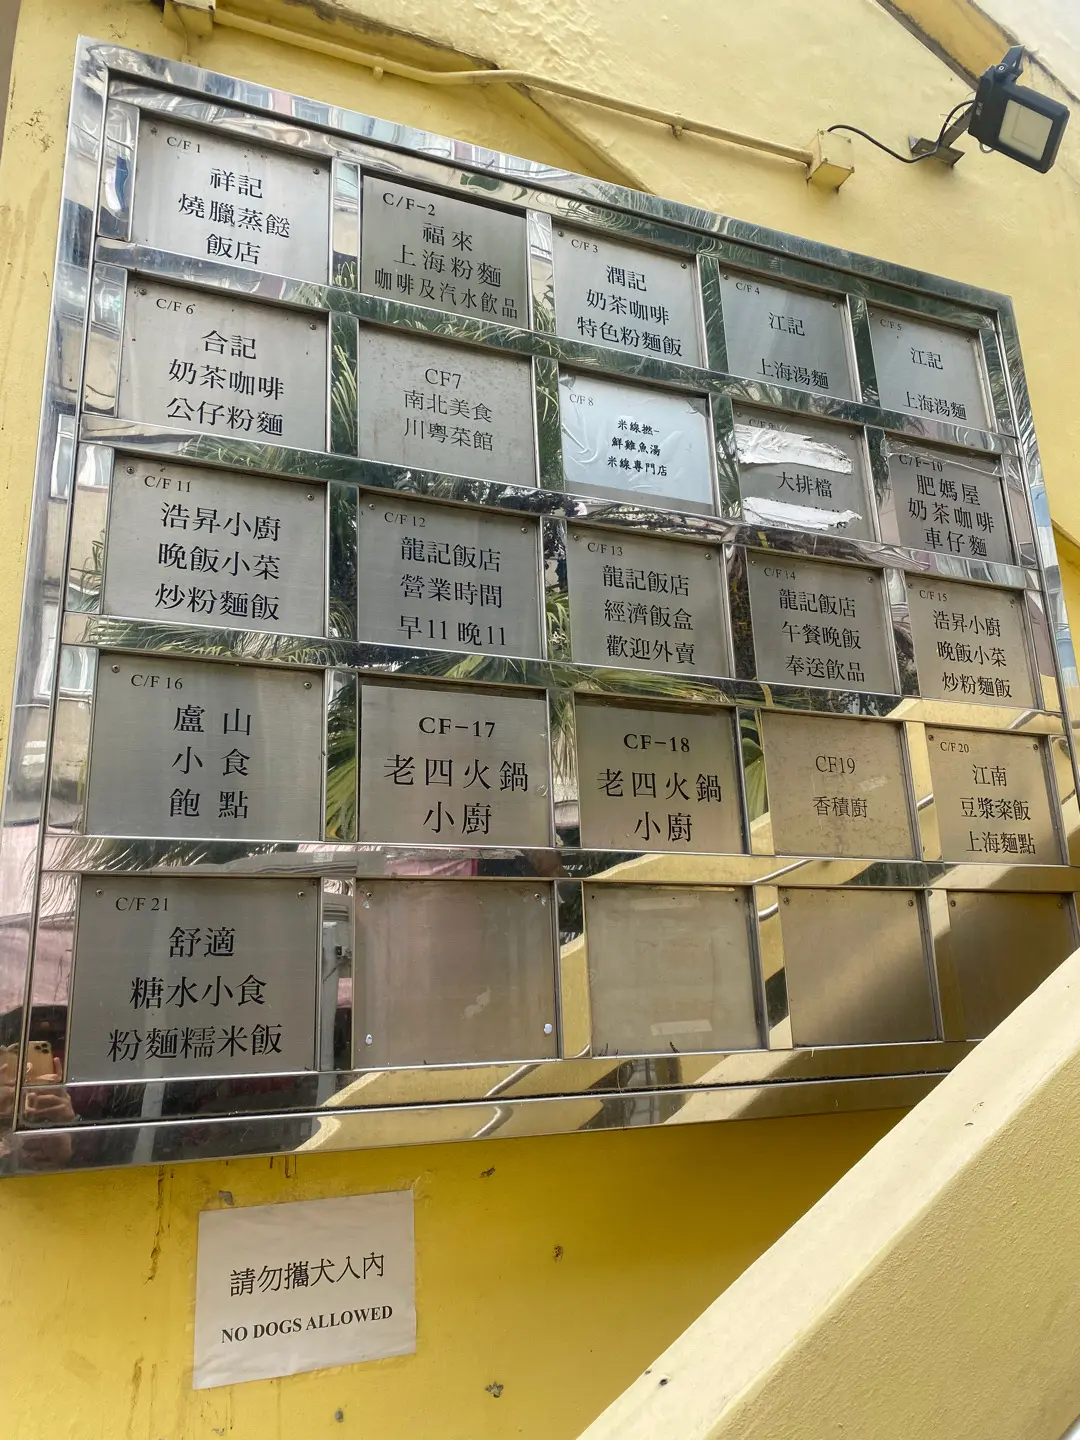 C/F 1
祥記
燒臘蒸餸
飯店
C/F-2
福來
上海粉麵
咖啡及汽水飲品
C/F 3
潤記
奶茶咖啡
特色粉麵飯
C/F 4
江記
上海湯麵
C/F 5
江記
上海湯麵
C/F 6
合記
奶茶咖啡
公仔粉麵
CF7
南北美食
川粵菜館
C/F 8
米線撚-
鮮雞魚湯
米線專門店
大排檔
C/F-10
肥媽屋
奶茶咖啡
車仔麵
C/F 11
浩昇小廚
晚飯小菜
炒粉麵飯
C/F 12
龍記飯店
營業時間
早11晚11
C/F 13
龍記飯店
經濟飯盒
歡迎外賣
C/F 14
龍記飯店
午餐晚飯
奉送飲品
C/F 15
浩昇小廚
晚飯小菜
炒粉麵飯
C/F 16
盧山
小食
飽點
CF-17
老四火鍋
小廚
CF-18
老四火鍋
小廚
CF19
香積廚
C/F 20
江南
豆漿粢飯
上海麵點
C/F 21
舒適
糖水小食
粉麵糯米飯
請勿攜犬入內
NO DOGS ALLOWED